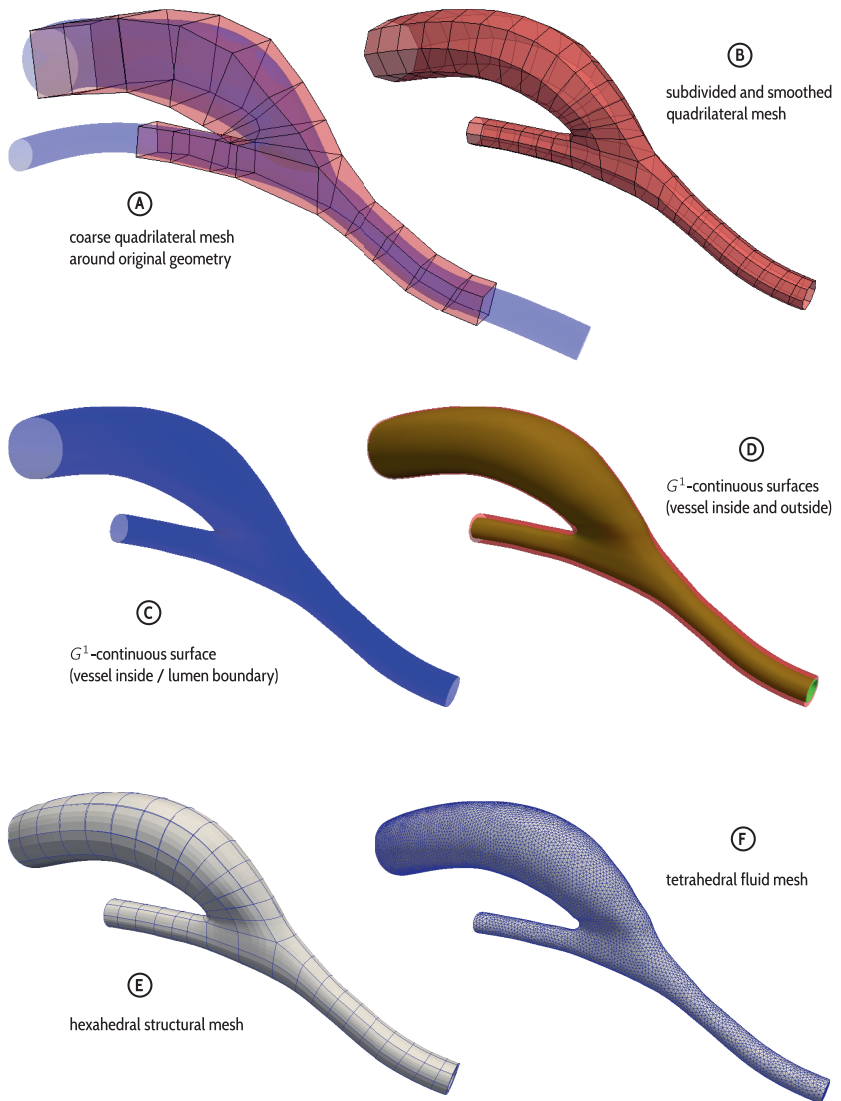 A
coarse quadrilateral mesh
around original geometry
B
subdivided and smoothed
quadrilateral mesh
C
G¹-continuous surface
(vessel inside / lumen boundary)
D
G¹-continuous surfaces
(vessel inside and outside)
E
hexahedral structural mesh
F
tetrahedral fluid mesh